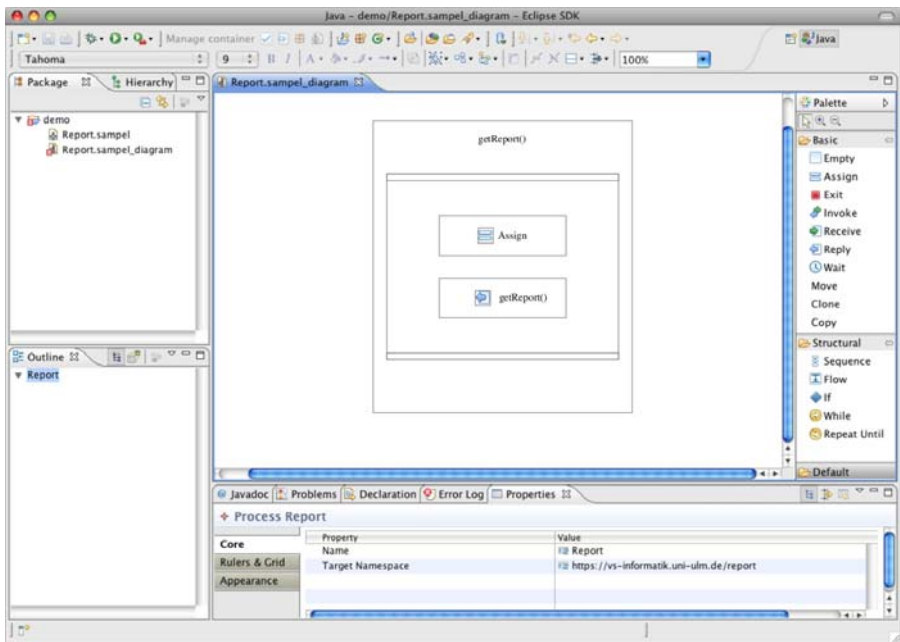 Java – demo/Report.sampel_diagram – Eclipse SDK
Manage container
Java
Tahoma
9
B I
A
100%
Package
Hierarchy
Report.sampel_diagram
demo
Report.sampel
Report.sampel_diagram
getReport()
Assign
getReport()
Palette
Basic
Empty
Assign
Exit
Invoke
Receive
Reply
Wait
Move
Clone
Copy
Structural
Sequence
Flow
If
While
Repeat Until
Default
Outline
Report
Javadoc
Problems
Declaration
Error Log
Properties
Process Report
Core
Rulers & Grid
Appearance
Property Value
Name Report
Target Namespace https://vs-informatik.uni-ulm.de/report